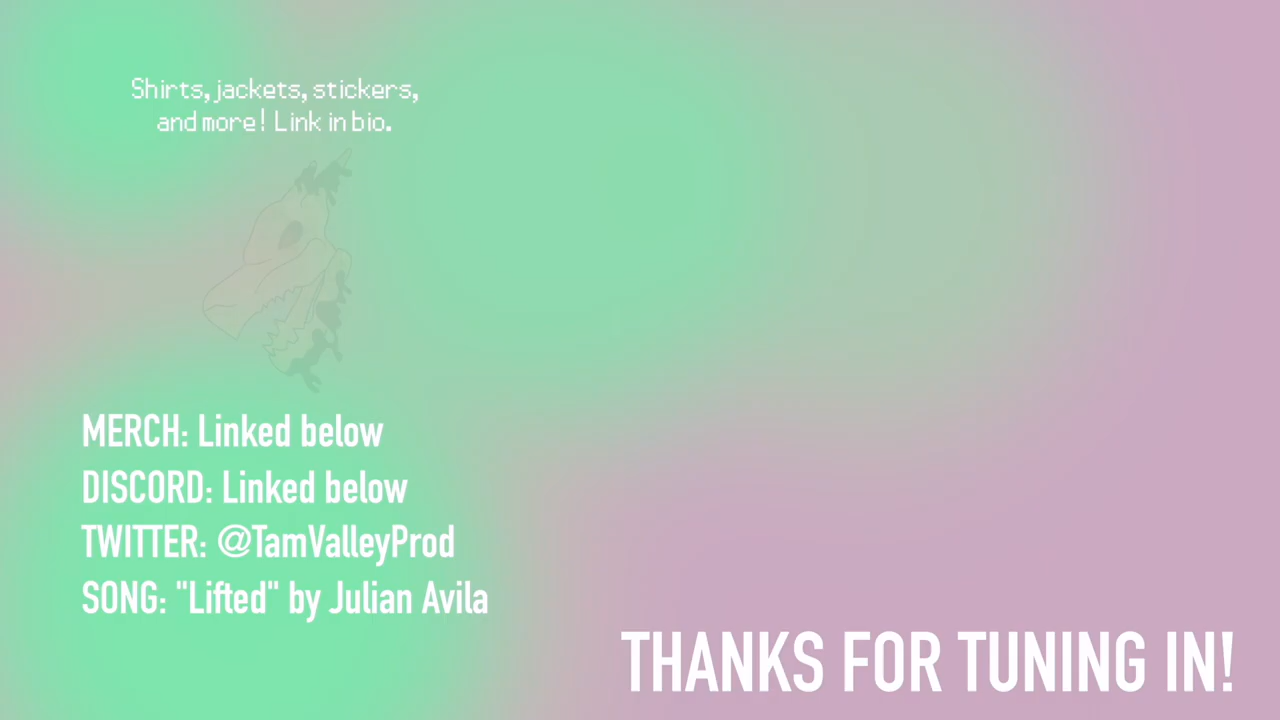 Shirts, jackets, stickers,
and more! Link in bio.
MERCH: Linked below
DISCORD: Linked below
TWITTER: @TamValleyProd
SONG: "Lifted" by Julian Avila
THANKS FOR TUNING IN!